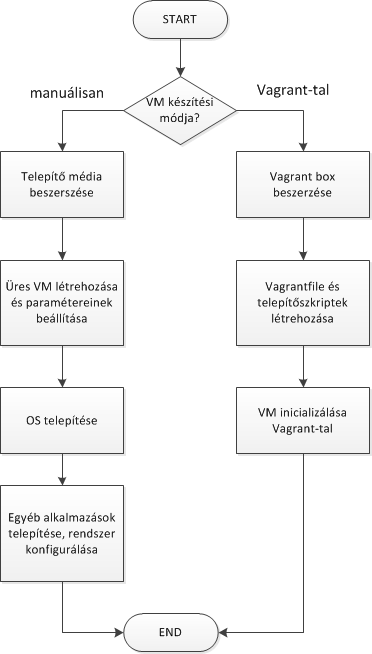 START
VM készítési
módja?
manuálisan
Vagrant-tal
Telepítő média
beszerszése
Vagrant box
beszerzése
Üres VM létrehozása
és paramétereinek
beállítása
Vagrantfile és
telepítőszkriptek
létrehozása
OS telepítése
VM inicializálása
Vagrant-tal
Egyéb alkalmazások
telepítése, rendszer
konfigurálása
END